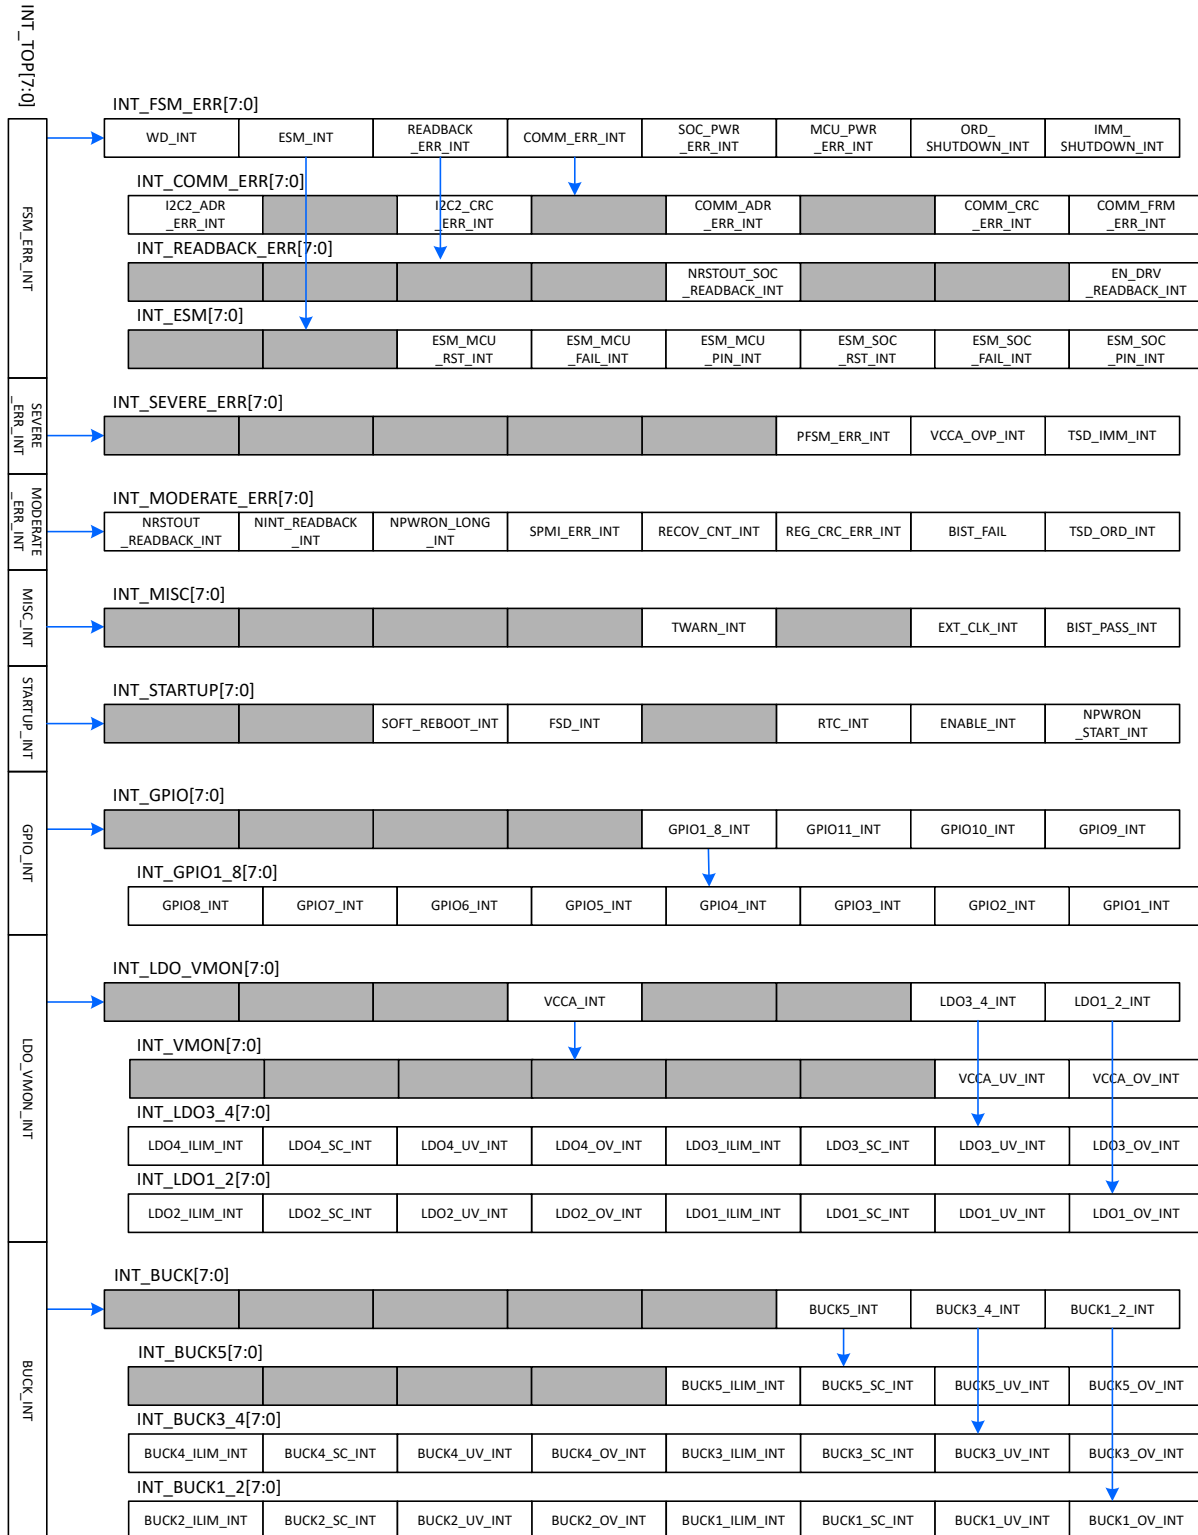 INT_TOP[7:0]
INT_FSM_ERR[7:0]
FSM_ERR_INT
WD_INT
ESM_INT
READBACK
_ERR_INT
COMM_ERR_INT
SOC_PWR
_ERR_INT
MCU_PWR
_ERR_INT
ORD_
SHUTDOWN_INT
IMM_
SHUTDOWN_INT
INT_COMM_ERR[7:0]
I2C2_ADR
_ERR_INT
I2C2_CRC
_ERR_INT
COMM_ADR
_ERR_INT
COMM_CRC
_ERR_INT
COMM_FRM
_ERR_INT
INT_READBACK_ERR[7:0]
NRSTOUT_SOC
_READBACK_INT
EN_DRV
_READBACK_INT
INT_ESM[7:0]
ESM_MCU
_RST_INT
ESM_MCU
_FAIL_INT
ESM_MCU
_PIN_INT
ESM_SOC
_RST_INT
ESM_SOC
_FAIL_INT
ESM_SOC
_PIN_INT
SEVERE
_ERR_INT
INT_SEVERE_ERR[7:0]
PFSM_ERR_INT
VCCA_OVP_INT
TSD_IMM_INT
MODERATE
_ERR_INT
INT_MODERATE_ERR[7:0]
NRSTOUT
_READBACK_INT
NINT_READBACK
_INT
NPWRON_LONG
_INT
SPMI_ERR_INT
RECOV_CNT_INT
REG_CRC_ERR_INT
BIST_FAIL
TSD_ORD_INT
MISC_INT
INT_MISC[7:0]
TWARN_INT
EXT_CLK_INT
BIST_PASS_INT
STARTUP_INT
INT_STARTUP[7:0]
SOFT_REBOOT_INT
FSD_INT
RTC_INT
ENABLE_INT
NPWRON
_START_INT
GPIO_INT
INT_GPIO[7:0]
GPIO1_8_INT
GPIO11_INT
GPIO10_INT
GPIO9_INT
INT_GPIO1_8[7:0]
GPIO8_INT
GPIO7_INT
GPIO6_INT
GPIO5_INT
GPIO4_INT
GPIO3_INT
GPIO2_INT
GPIO1_INT
LDO_VMON_INT
INT_LDO_VMON[7:0]
VCCA_INT
LDO3_4_INT
LDO1_2_INT
INT_VMON[7:0]
VCCA_UV_INT
VCCA_OV_INT
INT_LDO3_4[7:0]
LDO4_ILIM_INT
LDO4_SC_INT
LDO4_UV_INT
LDO4_OV_INT
LDO3_ILIM_INT
LDO3_SC_INT
LDO3_UV_INT
LDO3_OV_INT
INT_LDO1_2[7:0]
LDO2_ILIM_INT
LDO2_SC_INT
LDO2_UV_INT
LDO2_OV_INT
LDO1_ILIM_INT
LDO1_SC_INT
LDO1_UV_INT
LDO1_OV_INT
BUCK_INT
INT_BUCK[7:0]
BUCK5_INT
BUCK3_4_INT
BUCK1_2_INT
INT_BUCK5[7:0]
BUCK5_ILIM_INT
BUCK5_SC_INT
BUCK5_UV_INT
BUCK5_OV_INT
INT_BUCK3_4[7:0]
BUCK4_ILIM_INT
BUCK4_SC_INT
BUCK4_UV_INT
BUCK4_OV_INT
BUCK3_ILIM_INT
BUCK3_SC_INT
BUCK3_UV_INT
BUCK3_OV_INT
INT_BUCK1_2[7:0]
BUCK2_ILIM_INT
BUCK2_SC_INT
BUCK2_UV_INT
BUCK2_OV_INT
BUCK1_ILIM_INT
BUCK1_SC_INT
BUCK1_UV_INT
BUCK1_OV_INT